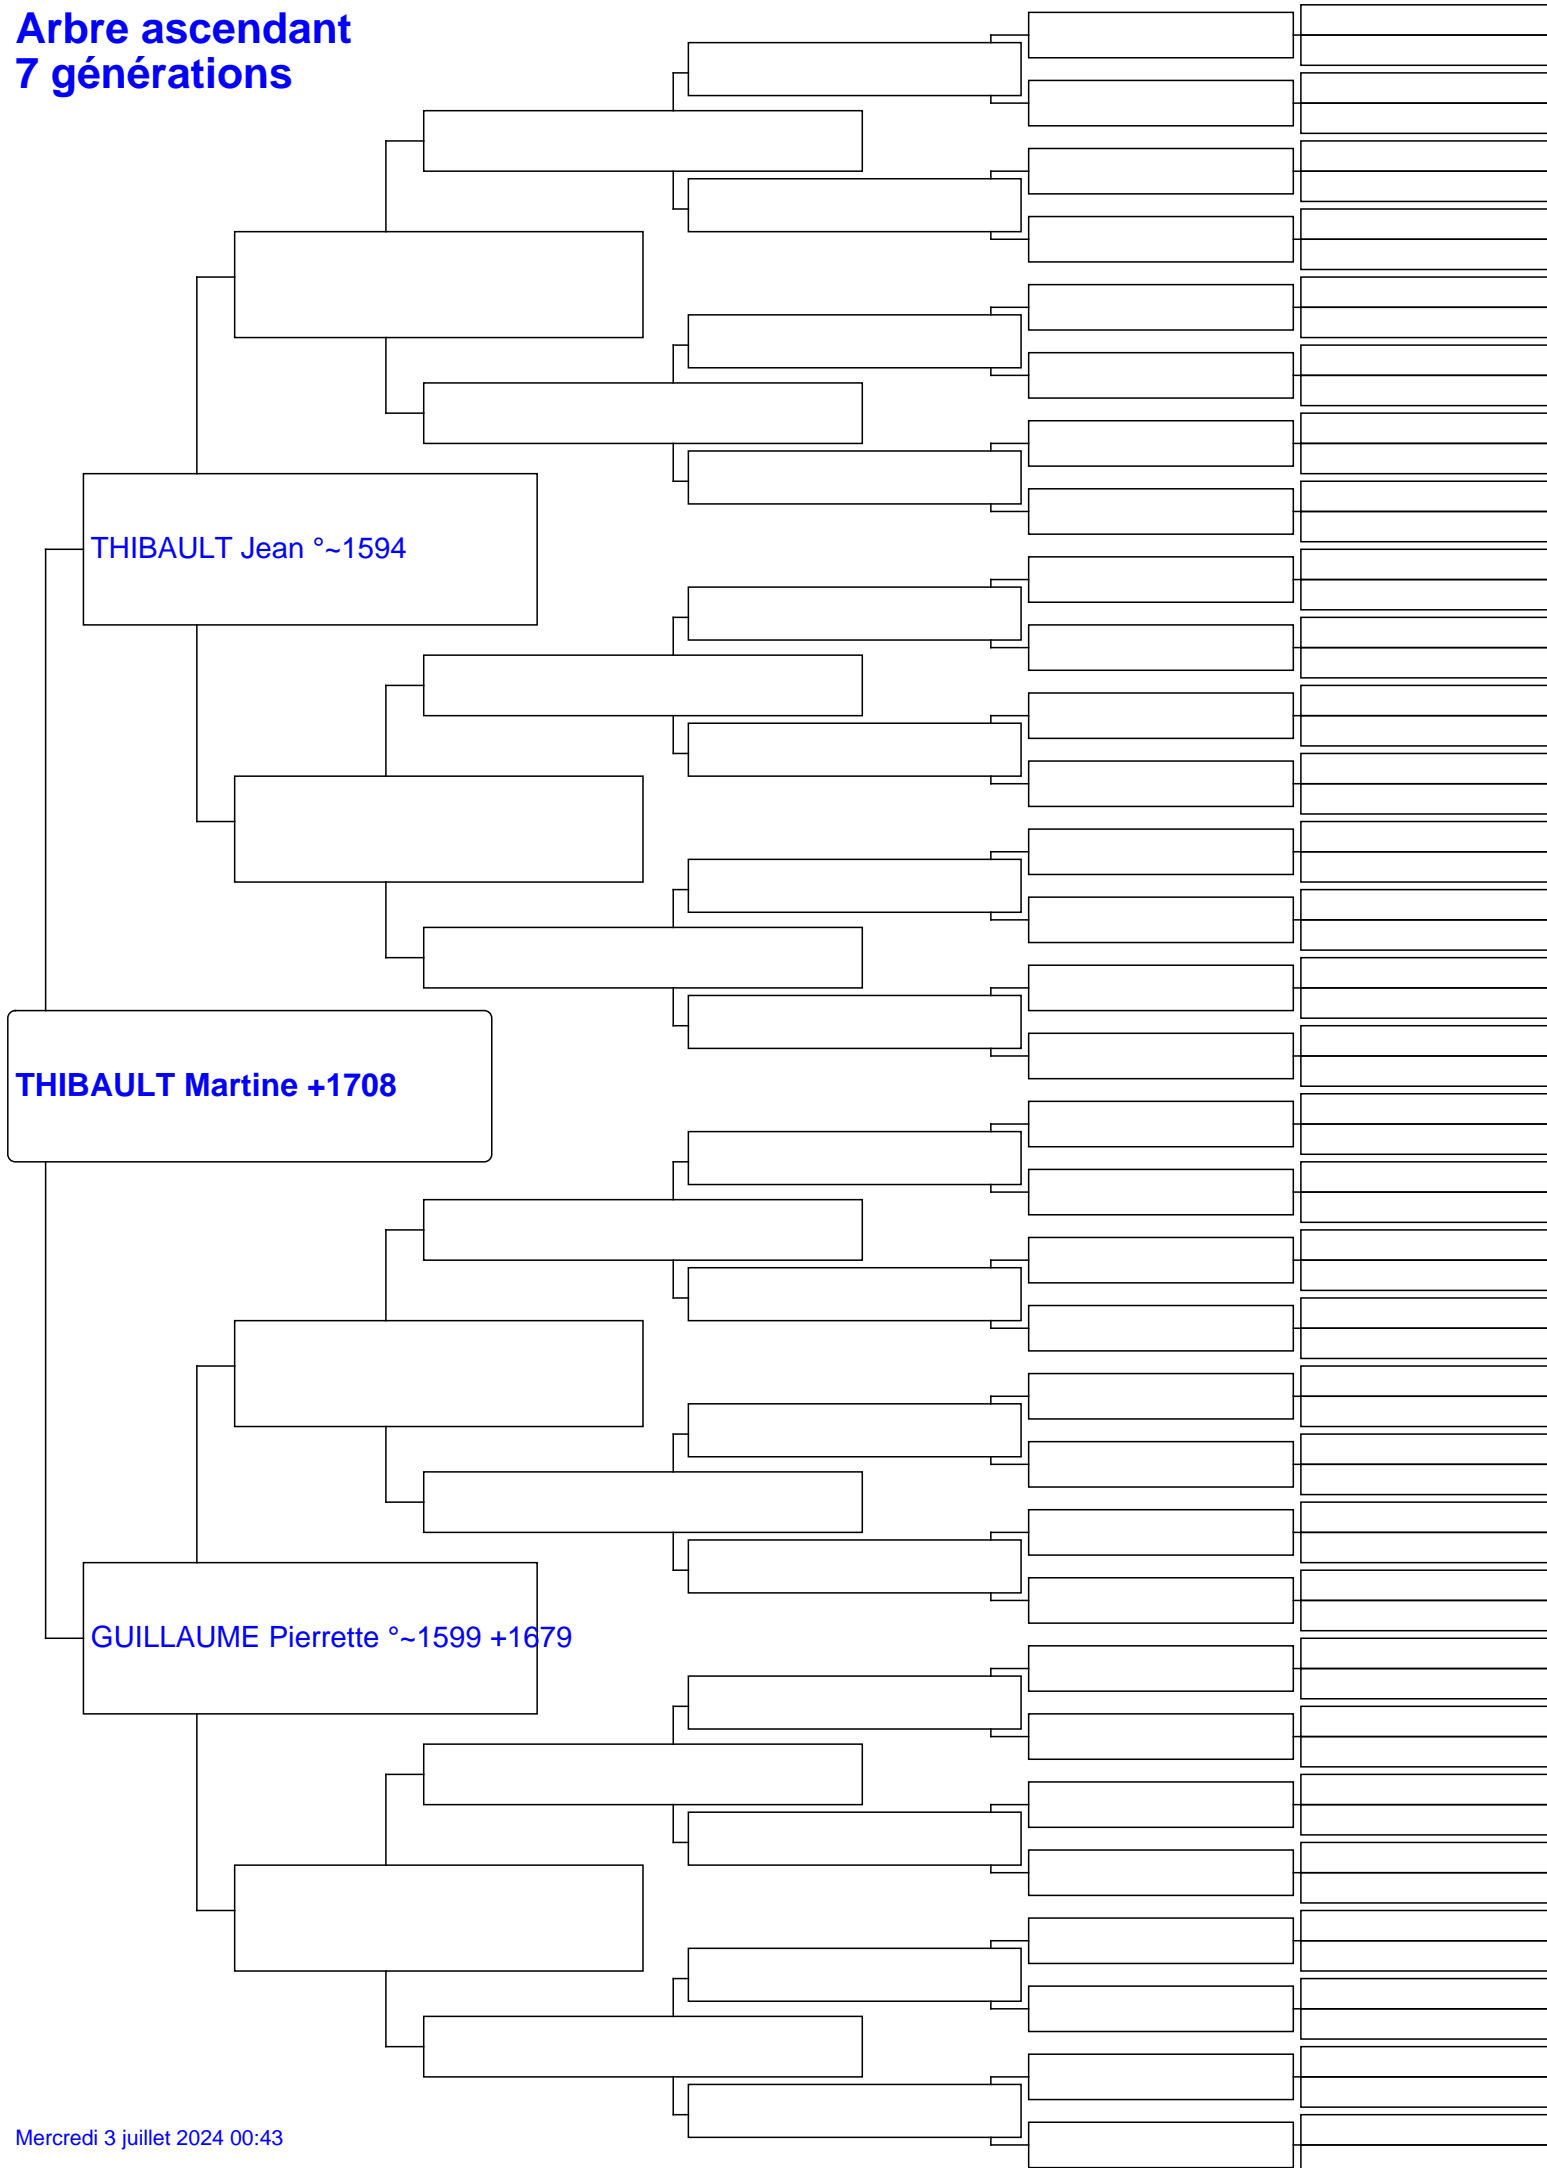 Arbre ascendant
7 générations
THIBAULT Jean °~1594
THIBAULT Martine +1708
GUILLAUME Pierrette °~1599 +1679
Mercredi 3 juillet 2024 00:43